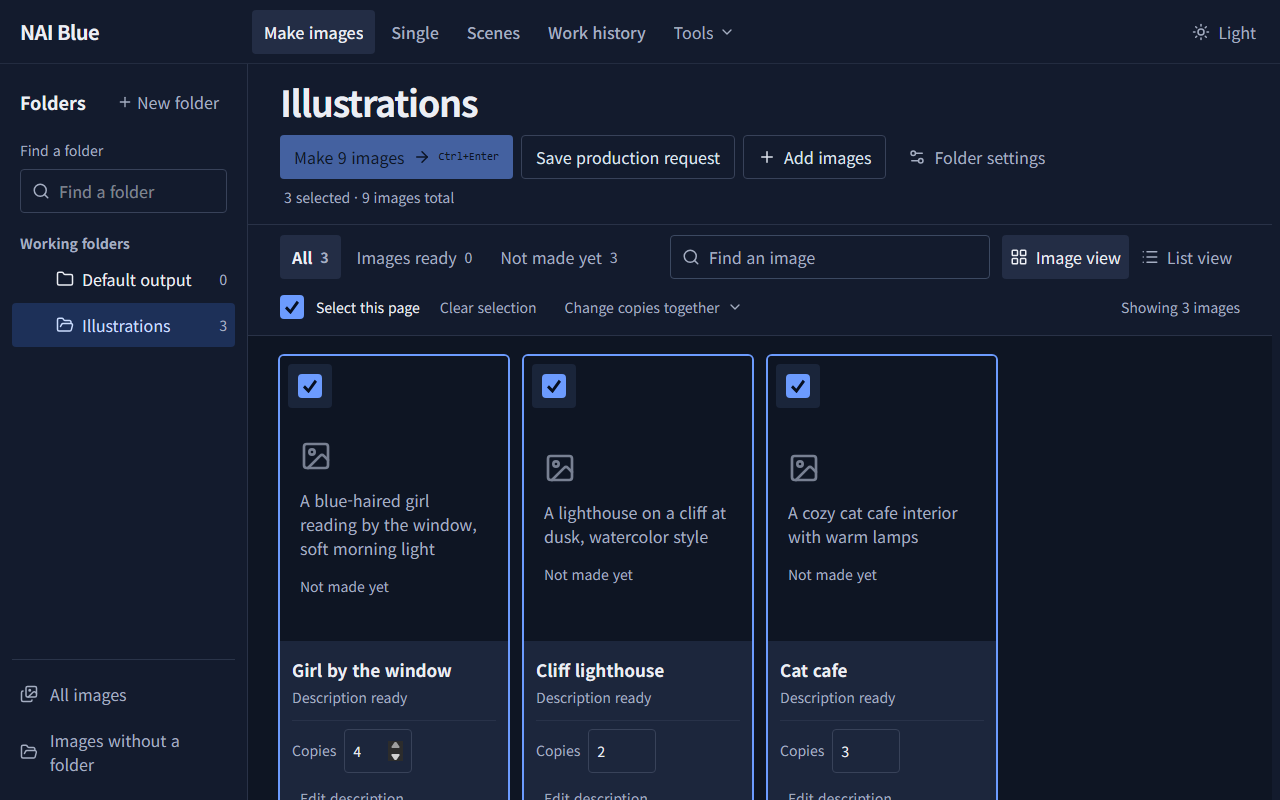 NAI Blue
Make images
Single
Scenes
Work history
Tools
Light
Folders
New folder
Find a folder
Find a folder
Working folders
Default output 0
Illustrations 3
All images
Images without a
folder
Illustrations
Make 9 images → Ctrl+Enter
Save production request
Add images
Folder settings
3 selected · 9 images total
All 3
Images ready 0
Not made yet 3
Find an image
Image view
List view
Select this page
Clear selection
Change copies together
Showing 3 images
A blue-haired girl
reading by the window,
soft morning light
Not made yet
Girl by the window
Description ready
Copies 4
Edit description
A lighthouse on a cliff at
dusk, watercolor style
Not made yet
Cliff lighthouse
Description ready
Copies 2
Edit description
A cozy cat cafe interior
with warm lamps
Not made yet
Cat cafe
Description ready
Copies 3
Edit description